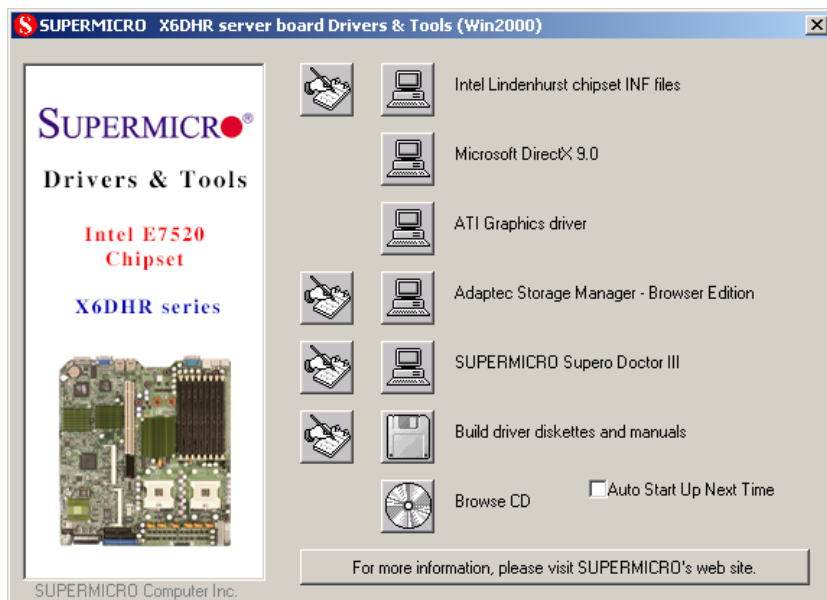 SUPERMICRO X6DHR server board Drivers & Tools (Win2000)
SUPERMICRO®
Drivers & Tools
Intel E7520
Chipset
X6DHR series
SUPERMICRO Computer Inc.
Intel Lindenhurst chipset INF files
Microsoft DirectX 9.0
ATI Graphics driver
Adaptec Storage Manager - Browser Edition
SUPERMICRO Supero Doctor III
Build driver diskettes and manuals
Browse CD
Auto Start Up Next Time
For more information, please visit SUPERMICRO's web site.